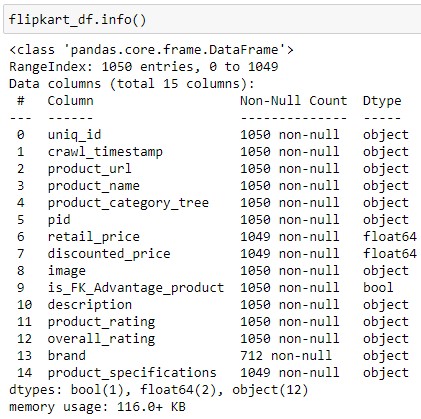 flipkart_df.info()
<class 'pandas.core.frame.DataFrame'>
RangeIndex: 1050 entries, 0 to 1049
Data columns (total 15 columns):
 #   Column                   Non-Null Count  Dtype
---  ------                   --------------  -----
 0   uniq_id                  1050 non-null   object
 1   crawl_timestamp          1050 non-null   object
 2   product_url              1050 non-null   object
 3   product_name             1050 non-null   object
 4   product_category_tree    1050 non-null   object
 5   pid                      1050 non-null   object
 6   retail_price             1049 non-null   float64
 7   discounted_price         1049 non-null   float64
 8   image                    1050 non-null   object
 9   is_FK_Advantage_product  1050 non-null   bool
 10  description              1050 non-null   object
 11  product_rating           1050 non-null   object
 12  overall_rating           1050 non-null   object
 13  brand                    712 non-null    object
 14  product_specifications   1049 non-null   object
dtypes: bool(1), float64(2), object(12)
memory usage: 116.0+ KB